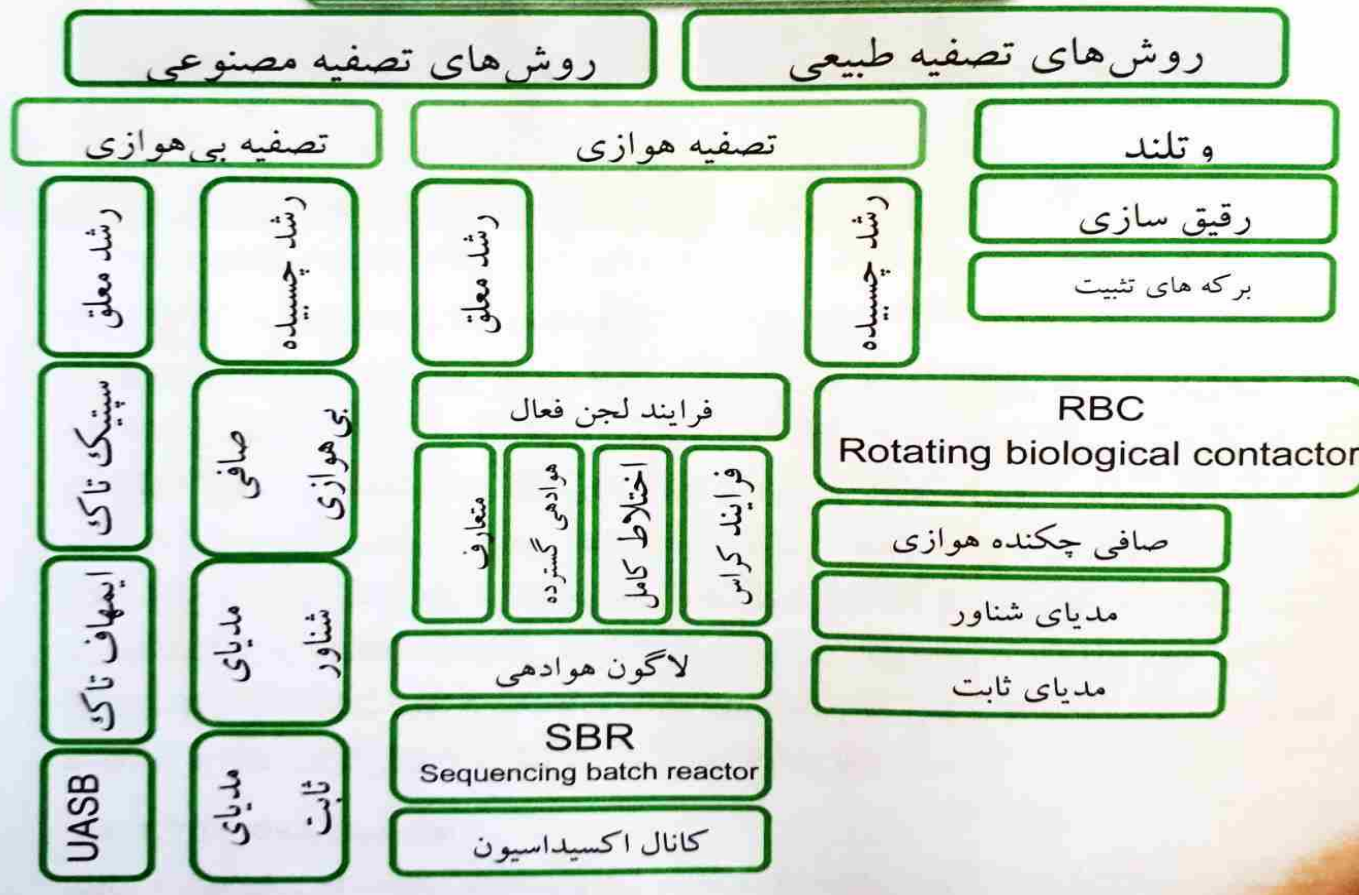 روش‌های تصفیه طبیعی
روش‌های تصفیه مصنوعی
و تلند
تصفیه هوازی
تصفیه بی‌هوازی
رقیق سازی
برکه های تثبیت
رشد چسبیده
رشد معلق
رشد چسبیده
رشد معلق
RBC
Rotating biological contactor
صافی چکنده هوازی
مدیای شناور
مدیای ثابت
فرایند لجن فعال
فرایند کراس
اختلاط کامل
هوادهی گسترده
متعارف
لاگون هوادهی
SBR
Sequencing batch reactor
کانال اکسیداسیون
صافی
بی‌هوازی
مدیای
شناور
مدیای
ثابت
سپتیک تاک
ایمهاف تاک
UASB